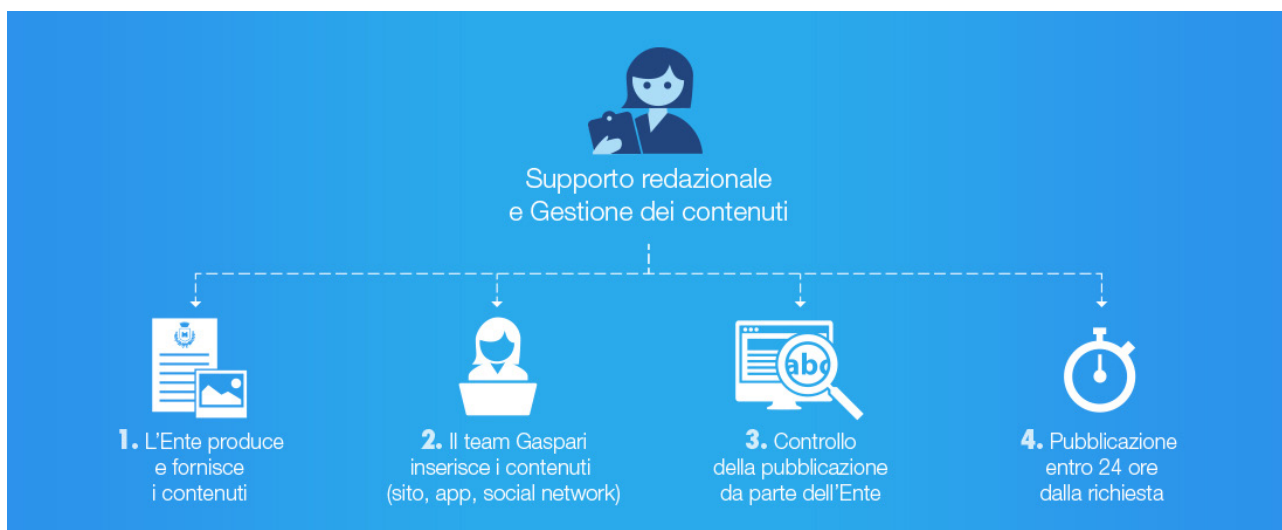 Supporto redazionale
e Gestione dei contenuti
1. L'Ente produce
e fornisce
i contenuti
2. Il team Gaspari
inserisce i contenuti
(sito, app, social network)
abc
3. Controllo
della pubblicazione
da parte dell'Ente
4. Pubblicazione
entro 24 ore
dalla richiesta